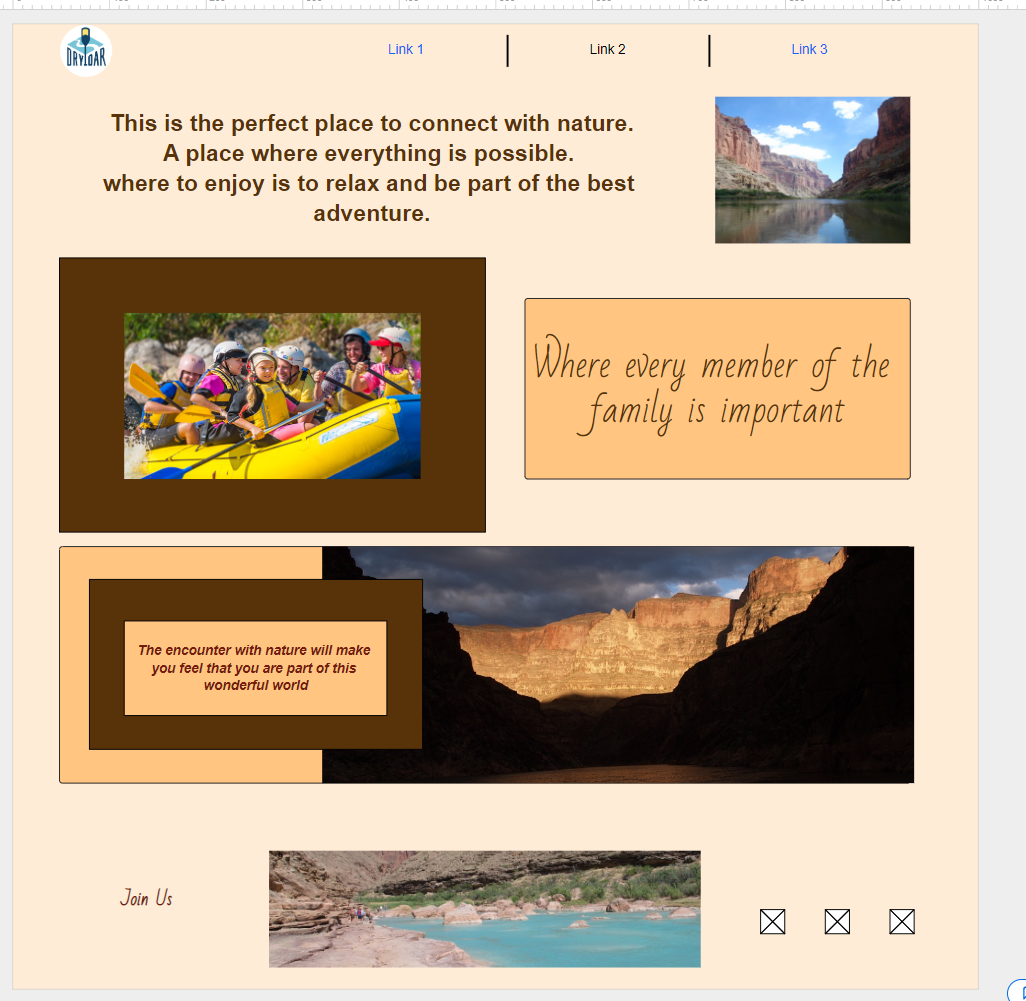 DRYOAR
Link 1
Link 2
Link 3
This is the perfect place to connect with nature.
A place where everything is possible.
where to enjoy is to relax and be part of the best
adventure.
Where every member of the
family is important
The encounter with nature will make
you feel that you are part of this
wonderful world
Join Us